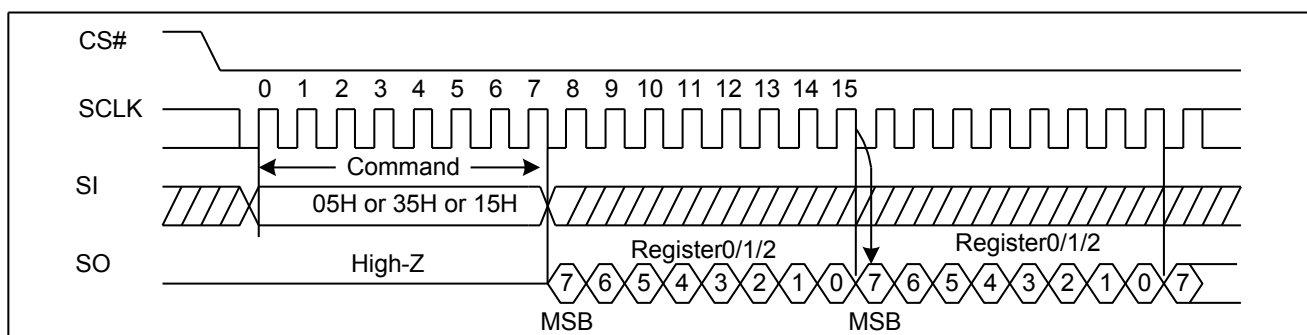 CS#
0 1 2 3 4 5 6 7 8 9 10 11 12 13 14 15
SCLK
Command
SI
05H or 35H or 15H
Register0/1/2 Register0/1/2
SO High-Z
7 6 5 4 3 2 1 0 7 6 5 4 3 2 1 0 7
MSB MSB